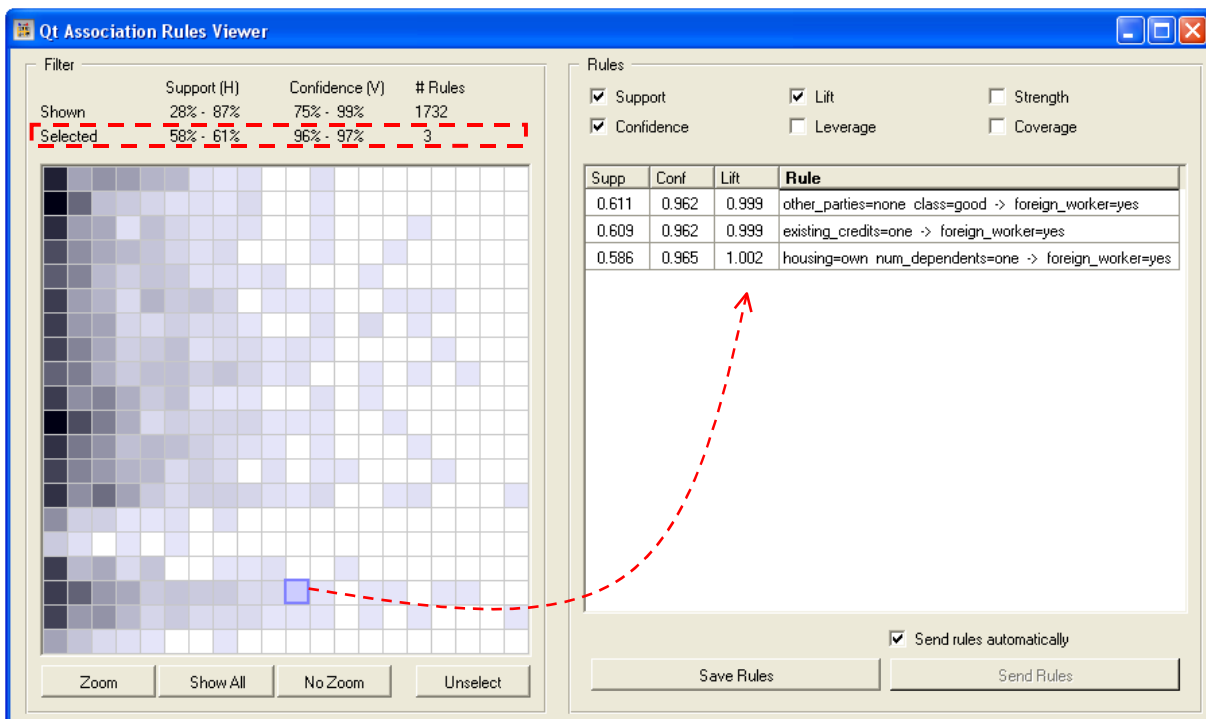 Qt Association Rules Viewer
Filter
Support (H) Confidence (V) # Rules
Shown 28% - 87% 75% - 99% 1732
Selected 58% - 61% 96% - 97% 3
Zoom Show All No Zoom Unselect
Rules
Support Lift Strength
Confidence Leverage Coverage
Supp Conf Lift Rule
0.611 0.962 0.999 other_parties=none class=good -> foreign_worker=yes
0.609 0.962 0.999 existing_credits=one -> foreign_worker=yes
0.586 0.965 1.002 housing=own num_dependents=one -> foreign_worker=yes
Send rules automatically
Save Rules Send Rules